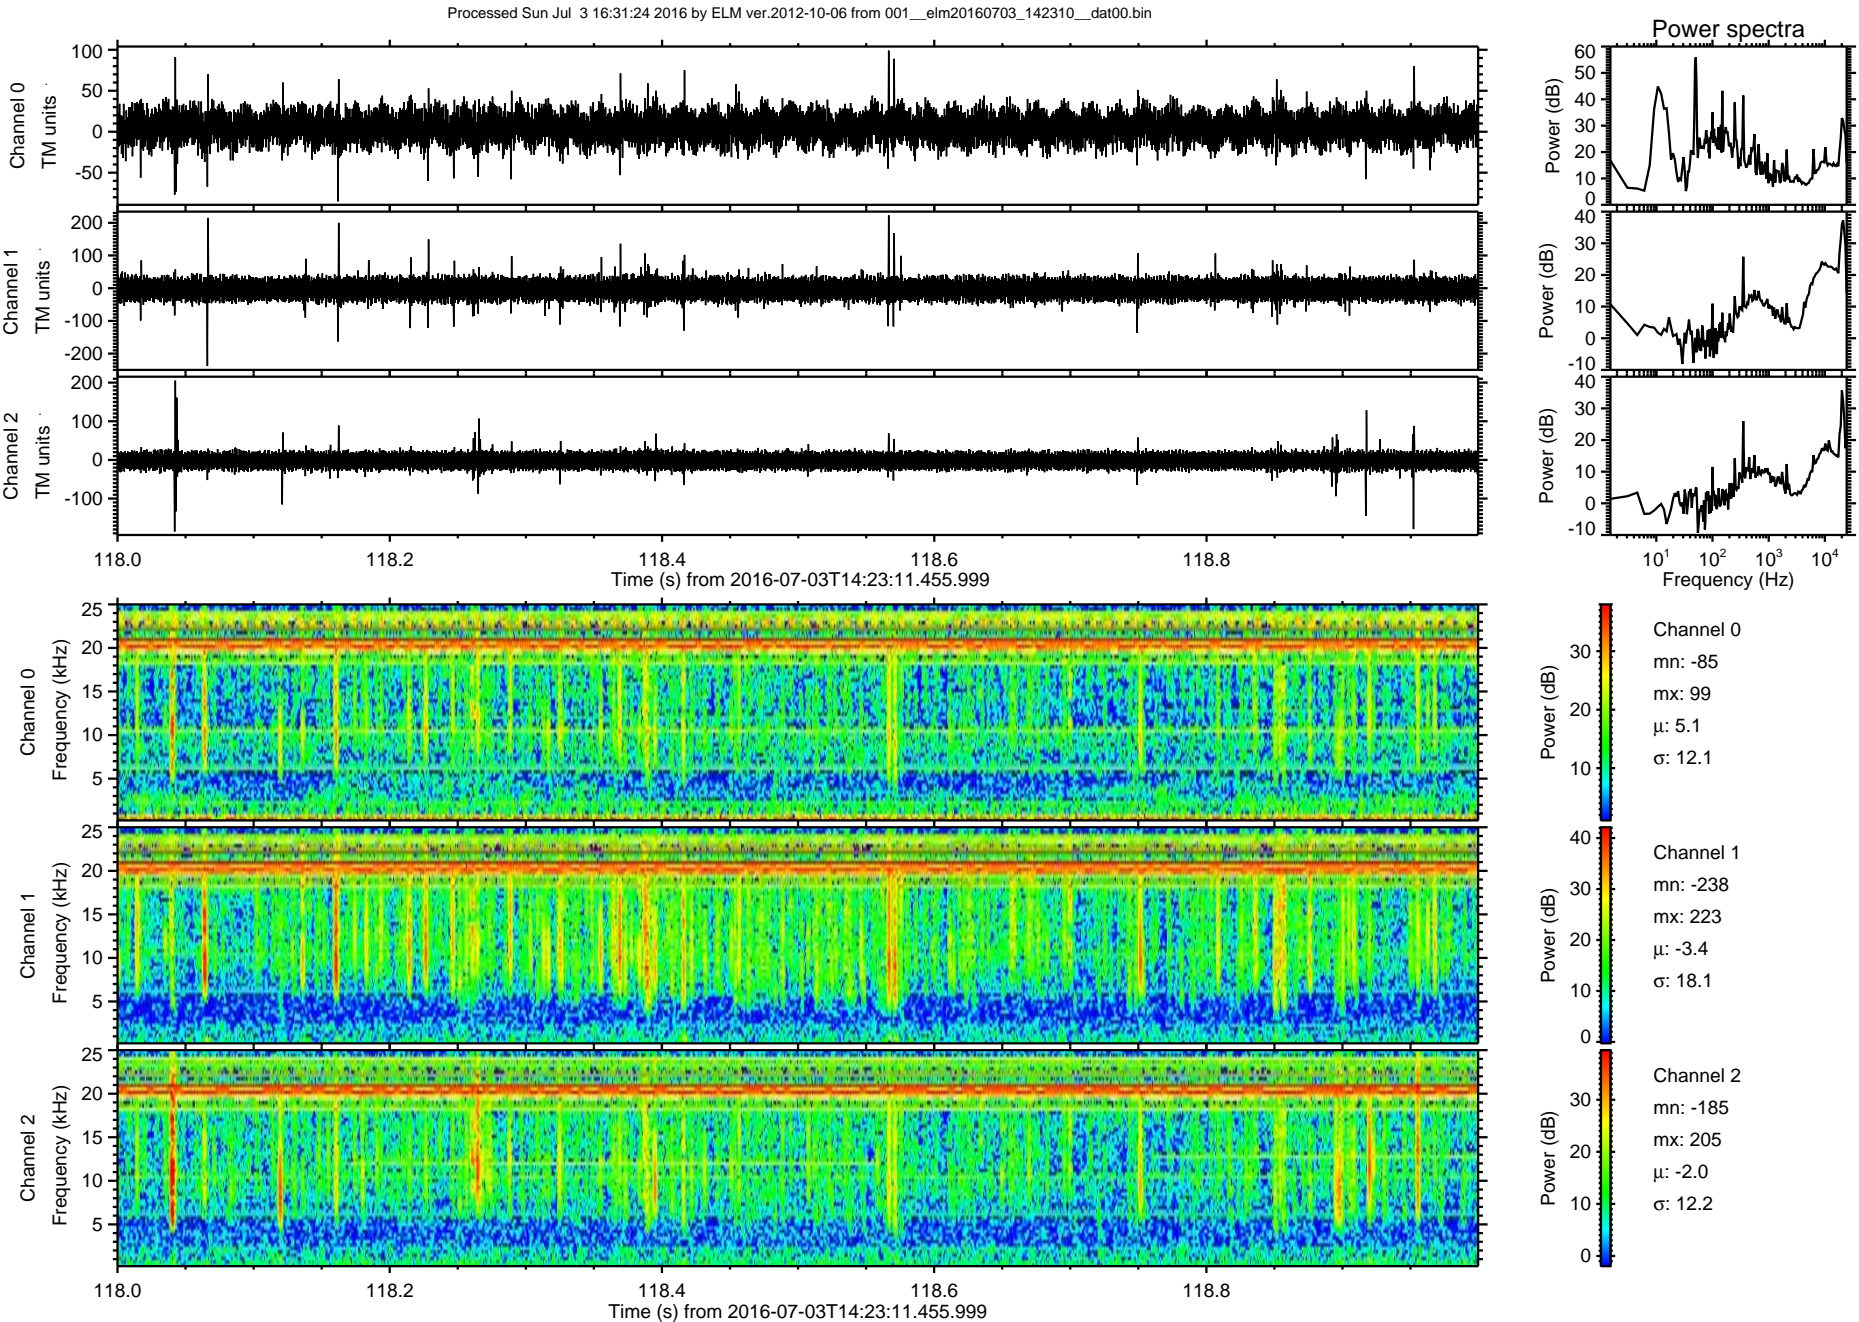 Processed Sun Jul 3 16:31:24 2016 by ELM ver.2012-10-06 from 001__elm20160703_142310__dat00.bin
Power spectra
Channel 0
TM units
100
50
0
-50
Power (dB)
60
50
40
30
20
10
0
Channel 1
TM units
200
100
0
-100
-200
Power (dB)
40
30
20
10
0
-10
Channel 2
TM units
200
100
0
-100
Power (dB)
40
30
20
10
0
-10
118.0 118.2 118.4 118.6 118.8
Time (s) from 2016-07-03T14:23:11.455.999
10¹ 10² 10³ 10⁴
Frequency (Hz)
Channel 0
Frequency (kHz)
25
20
15
10
5
Power (dB)
30
20
10
Channel 0
mn: -85
mx: 99
μ: 5.1
σ: 12.1
Channel 1
Frequency (kHz)
25
20
15
10
5
Power (dB)
40
30
20
10
0
Channel 1
mn: -238
mx: 223
μ: -3.4
σ: 18.1
Channel 2
Frequency (kHz)
25
20
15
10
5
Power (dB)
30
20
10
0
Channel 2
mn: -185
mx: 205
μ: -2.0
σ: 12.2
118.0 118.2 118.4 118.6 118.8
Time (s) from 2016-07-03T14:23:11.455.999